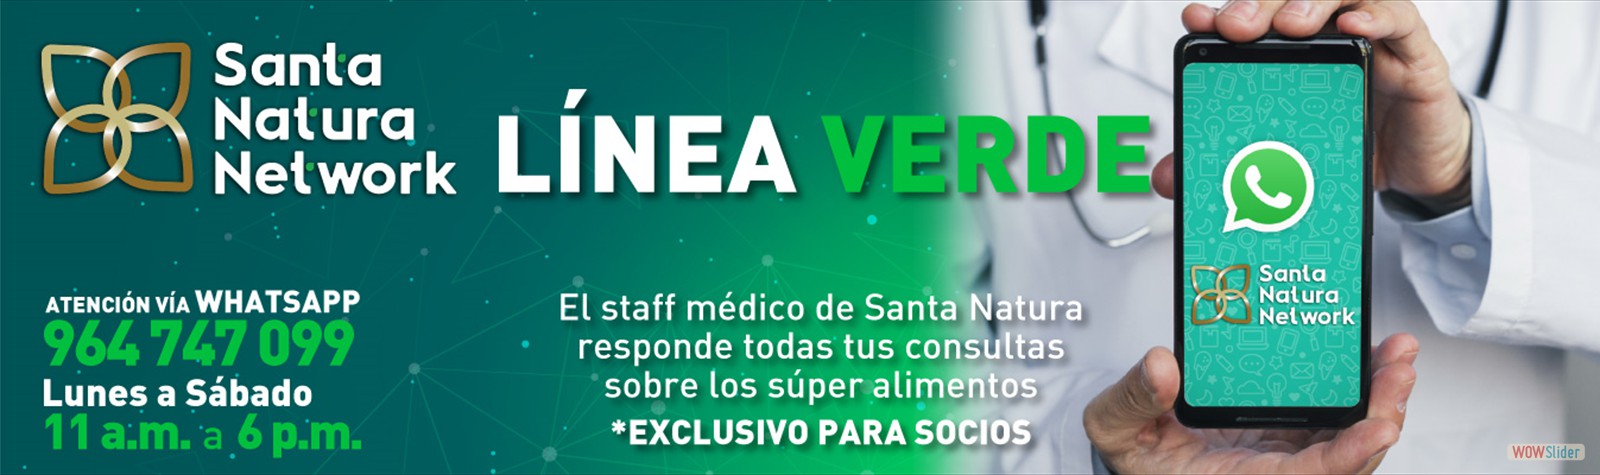 Santa
Natura
Network
LÍNEA VERDE
ATENCIÓN VÍA WHATSAPP
964 747 099
Lunes a Sábado
11 a.m. a 6 p.m.
El staff médico de Santa Natura
responde todas tus consultas
sobre los súper alimentos
*EXCLUSIVO PARA SOCIOS
Santa
Natura
Network
WOWSlider